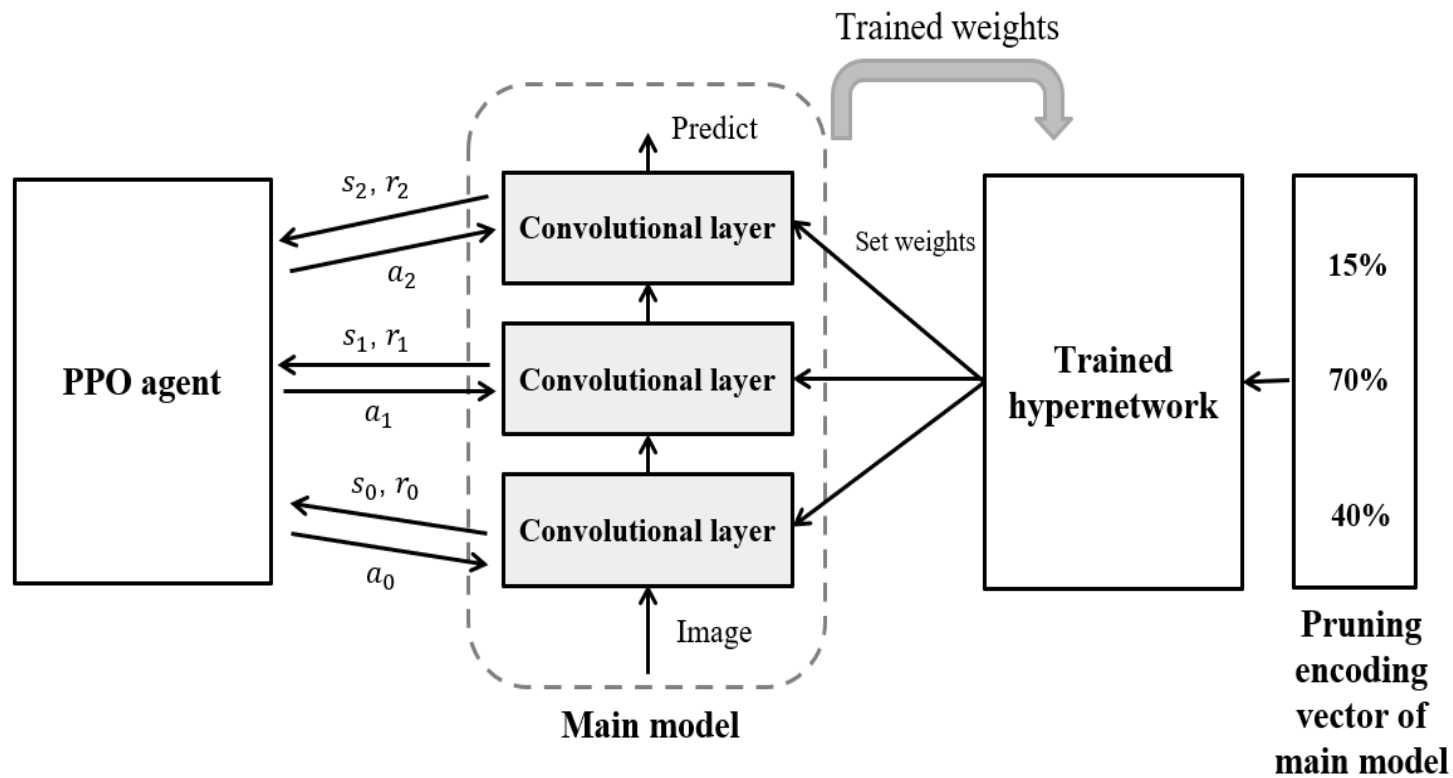 Trained weights
Predict
s₂, r₂
Convolutional layer
a₂
Set weights
15%
s₁, r₁
PPO agent
Convolutional layer
a₁
Trained
hypernetwork
70%
s₀, r₀
Convolutional layer
a₀
40%
Image
Main model
Pruning
encoding
vector of
main model